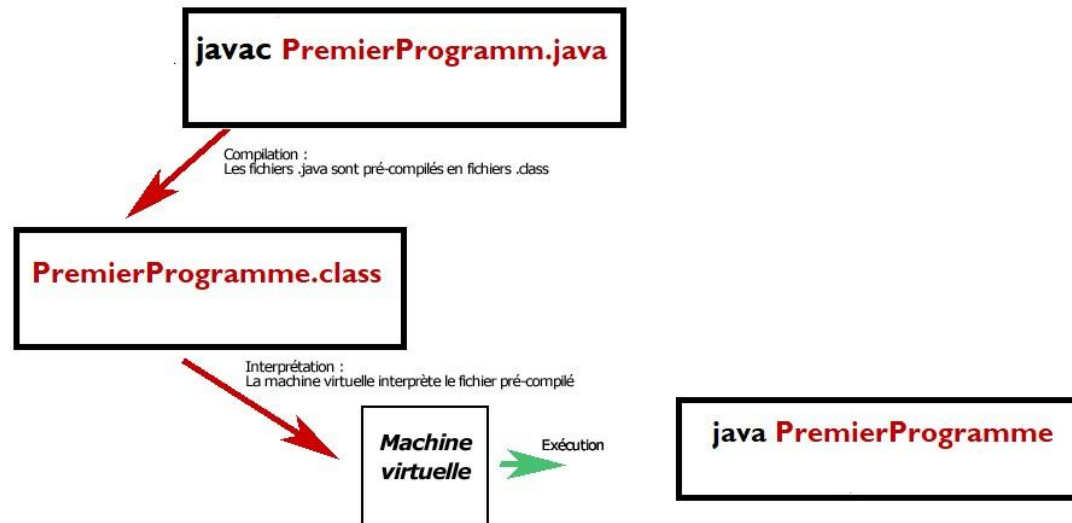 javac PremierProgramm.java
Compilation :
Les fichiers .java sont pré-compilés en fichiers .class
PremierProgramme.class
Interprétation :
La machine virtuelle interprète le fichier pré-compilé
Machine
virtuelle
Exécution
java PremierProgramme